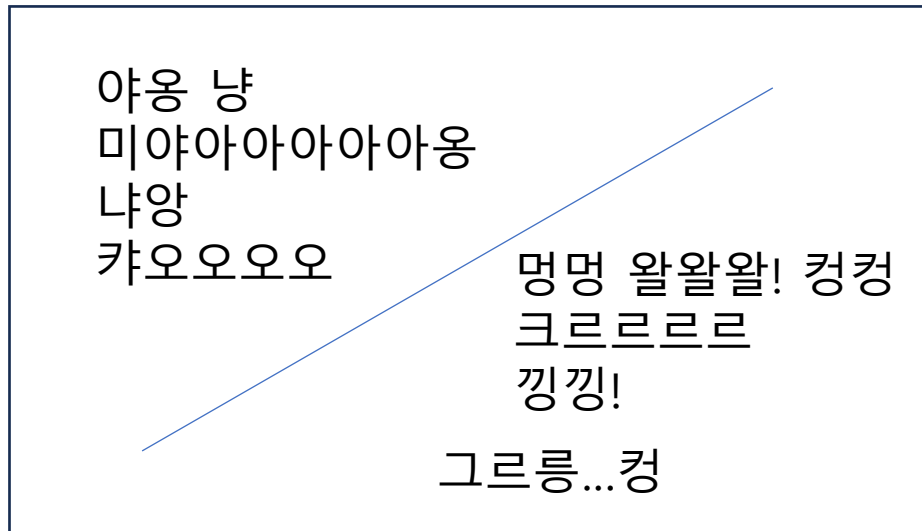 야옹 냥
미야아아아아아옹
냐앙
캬오오오오
멍멍 왈왈왈! 컹컹
크르르르르
낑낑!
그르릉...컹